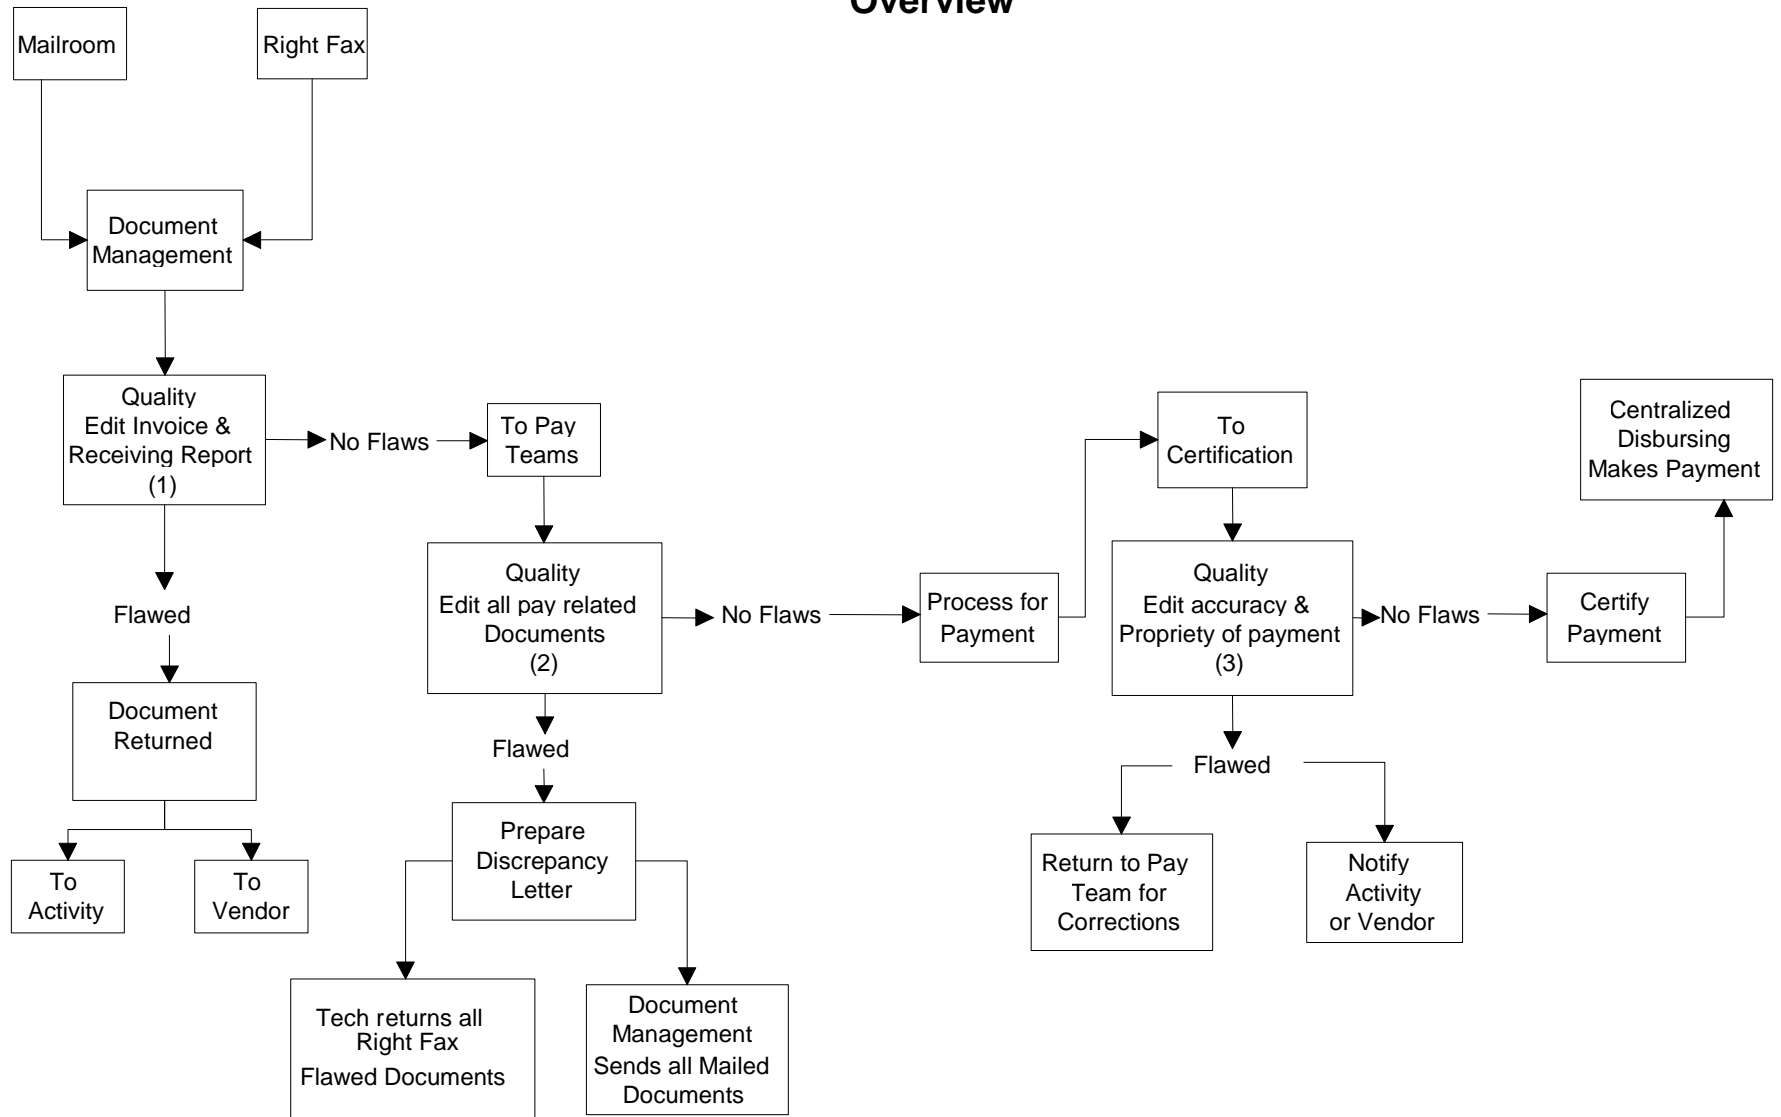 Overview
Mailroom
Right Fax
Document
Management
Quality
Edit Invoice &
Receiving Report
(1)
No Flaws
To Pay
Teams
To
Certification
Centralized
Disbursing
Makes Payment
Quality
Edit all pay related
Documents
(2)
No Flaws
Process for
Payment
Quality
Edit accuracy &
Propriety of payment
(3)
No Flaws
Certify
Payment
Flawed
Document
Returned
To
Activity
To
Vendor
Flawed
Prepare
Discrepancy
Letter
Tech returns all
Right Fax
Flawed Documents
Document
Management
Sends all Mailed
Documents
Flawed
Return to Pay
Team for
Corrections
Notify
Activity
or Vendor